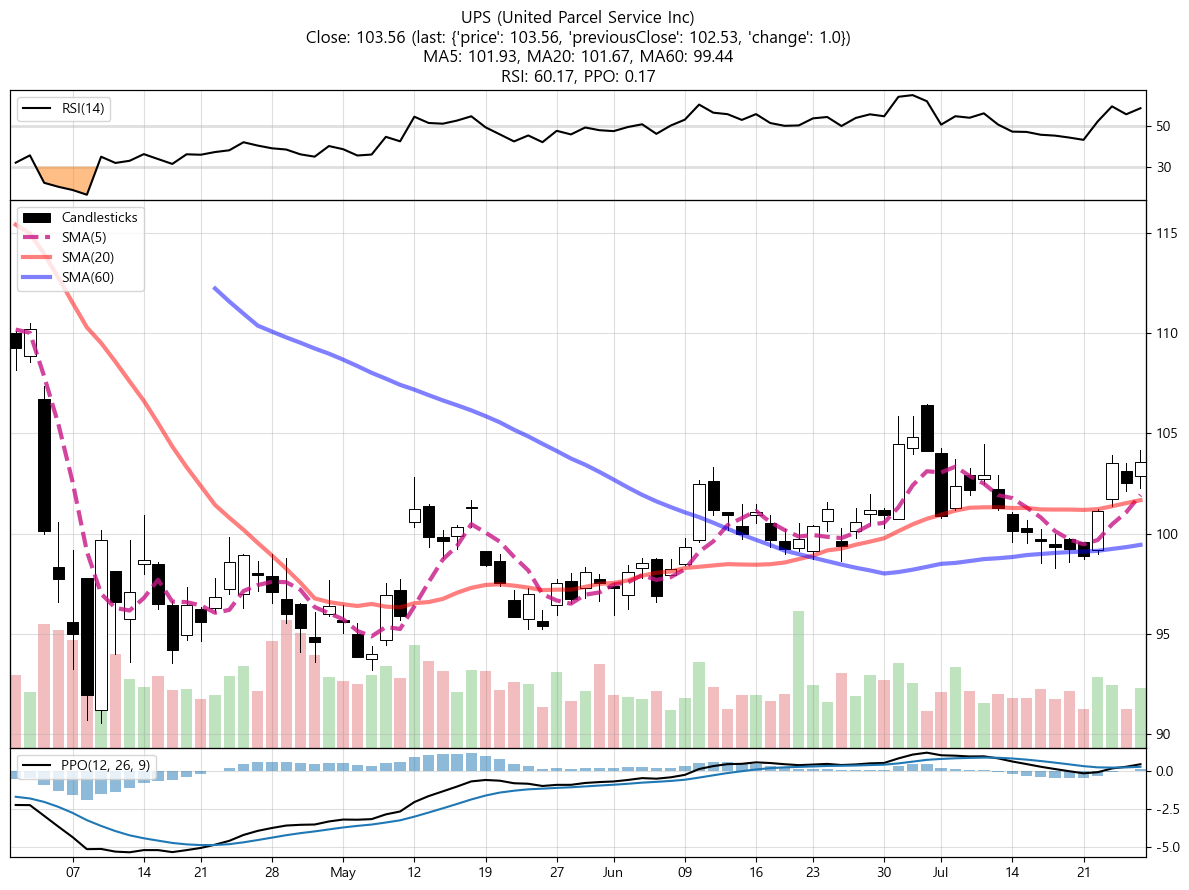 UPS (United Parcel Service Inc)
Close: 103.56 (last: {'price': 103.56, 'previousClose': 102.53, 'change': 1.0})
MA5: 101.93, MA20: 101.67, MA60: 99.44
RSI: 60.17, PPO: 0.17
RSI(14)
50
30
Candlesticks
SMA(5)
SMA(20)
SMA(60)
115
110
105
100
95
90
PPO(12, 26, 9)
0.0
-2.5
-5.0
07 14 21 28 May 12 19 27 Jun 09 16 23 30 Jul 14 21